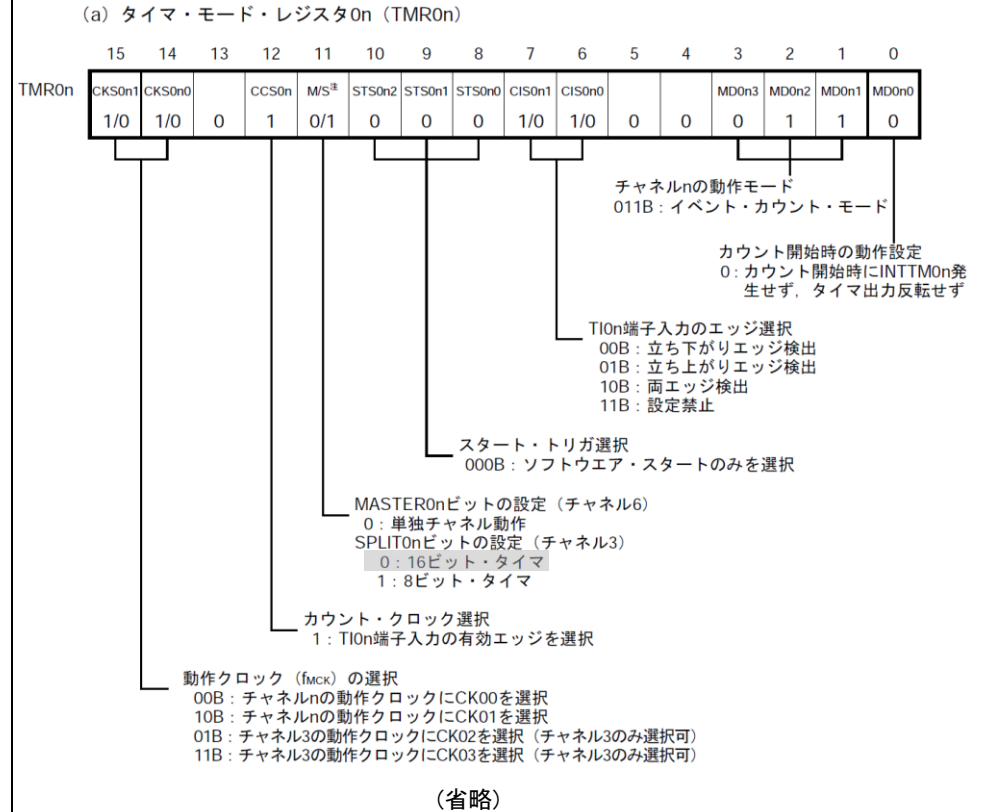 (a) タイマ・モード・レジスタ0n（TMR0n）
15 14 13 12 11 10 9 8 7 6 5 4 3 2 1 0
TMR0n CKS0n1 CKS0n0 CCS0n M/S注 STS0n2 STS0n1 STS0n0 CIS0n1 CIS0n0 MD0n3 MD0n2 MD0n1 MD0n0
1/0 1/0 0 1 0/1 0 0 0 1/0 1/0 0 0 0 1 1 0
チャネルnの動作モード
011B：イベント・カウント・モード
カウント開始時の動作設定
0：カウント開始時にINTTM0n発
生せず，タイマ出力反転せず
TI0n端子入力のエッジ選択
00B：立ち下がりエッジ検出
01B：立ち上がりエッジ検出
10B：両エッジ検出
11B：設定禁止
スタート・トリガ選択
000B：ソフトウエア・スタートのみを選択
MASTER0nビットの設定（チャネル6）
0：単独チャネル動作
SPLIT0nビットの設定（チャネル3）
0：16ビット・タイマ
1：8ビット・タイマ
カウント・クロック選択
1：TI0n端子入力の有効エッジを選択
動作クロック（fMCK）の選択
00B：チャネルnの動作クロックにCK00を選択
10B：チャネルnの動作クロックにCK01を選択
01B：チャネル3の動作クロックにCK02を選択（チャネル3のみ選択可）
11B：チャネル3の動作クロックにCK03を選択（チャネル3のみ選択可）
（省略）